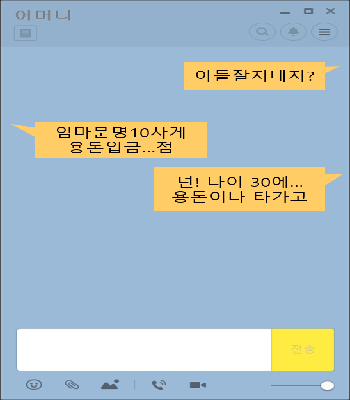 어머니
아들잘지내지?
엄마문명10사게
용돈입금...점
넌! 나이 30에...
용돈이나 타가고
전송